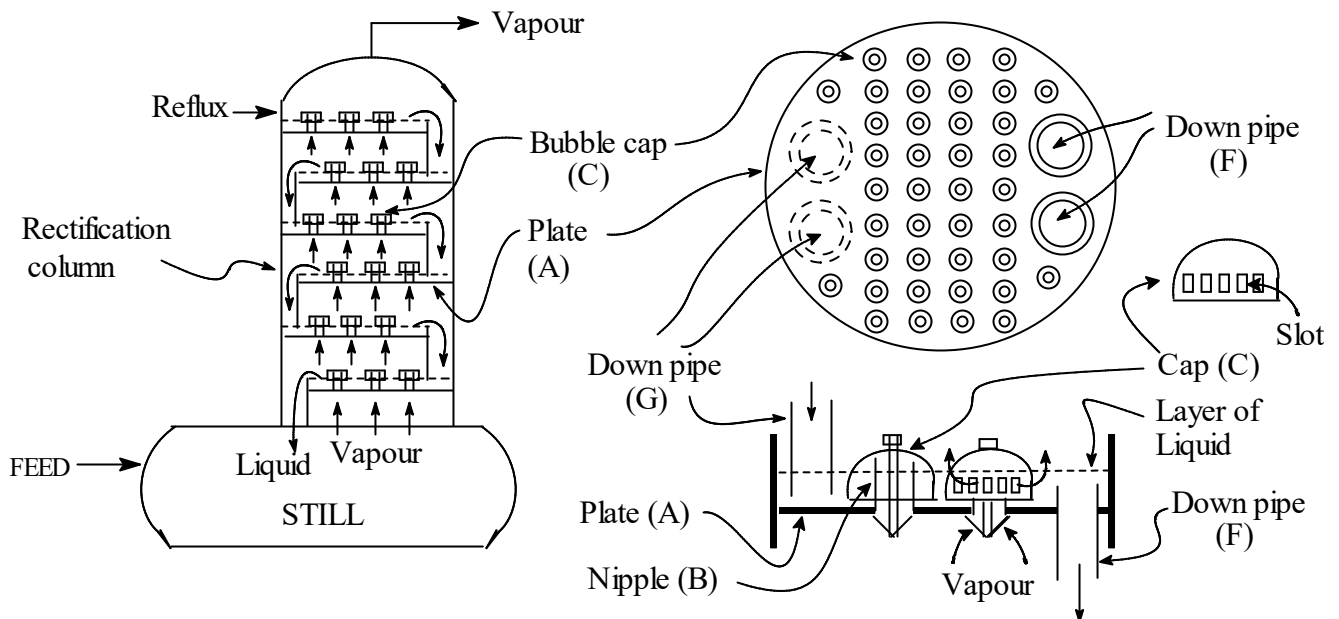 Vapour
Reflux
Bubble cap
(C)
Down pipe
(F)
Rectification
column
Plate
(A)
Slot
Down pipe
(G)
Cap (C)
Layer of
Liquid
FEED
Liquid
Vapour
STILL
Plate (A)
Down pipe
(F)
Nipple (B)
Vapour